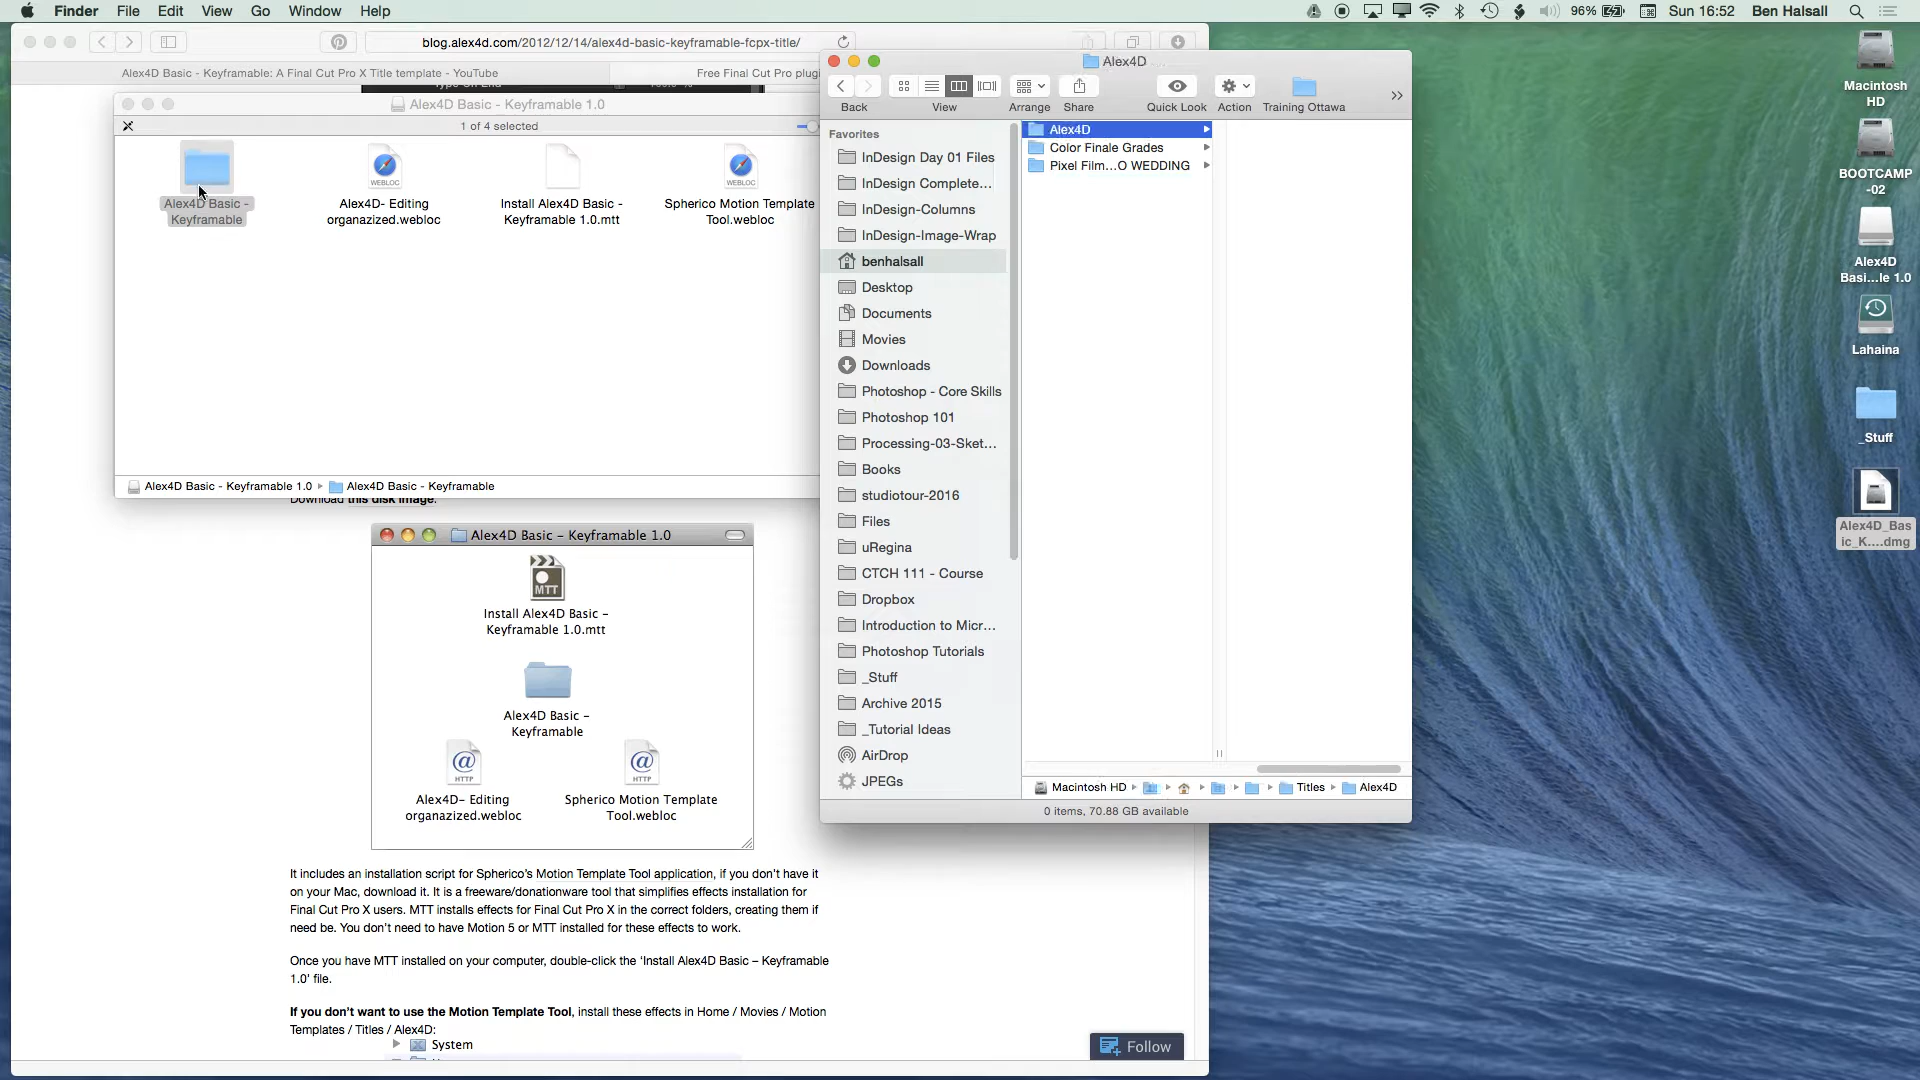 Finder File Edit View Go Window Help
96% Sun 16:52 Ben Halsall
blog.alex4d.com/2012/12/14/alex4d-basic-keyframable-fcpx-title/
Alex4D Basic - Keyframable: A Final Cut Pro X Title template - YouTube
Free Final Cut Pro plugi
Type On End
Alex4D Basic - Keyframable 1.0
1 of 4 selected
Alex4D Basic -
Keyframable
WEBLOC
Alex4D- Editing
organazized.webloc
Install Alex4D Basic -
Keyframable 1.0.mtt
WEBLOC
Spherico Motion Template
Tool.webloc
Alex4D Basic - Keyframable 1.0 Alex4D Basic - Keyframable
Download this disk image.
Alex4D Basic – Keyframable 1.0
MTT
Install Alex4D Basic –
Keyframable 1.0.mtt
Alex4D Basic –
Keyframable
HTTP
Alex4D- Editing
organazized.webloc
HTTP
Spherico Motion Template
Tool.webloc
It includes an installation script for Spherico's Motion Template Tool application, if you don't have it
on your Mac, download it. It is a freeware/donationware tool that simplifies effects installation for
Final Cut Pro X users. MTT installs effects for Final Cut Pro X in the correct folders, creating them if
need be. You don't need to have Motion 5 or MTT installed for these effects to work.
Once you have MTT installed on your computer, double-click the 'Install Alex4D Basic – Keyframable
1.0' file.
If you don't want to use the Motion Template Tool, install these effects in Home / Movies / Motion
Templates / Titles / Alex4D:
System
Follow
Alex4D
Back View Arrange Share Quick Look Action Training Ottawa
Favorites
InDesign Day 01 Files
InDesign Complete...
InDesign-Columns
InDesign-Image-Wrap
benhalsall
Desktop
Documents
Movies
Downloads
Photoshop - Core Skills
Photoshop 101
Processing-03-Sket...
Books
studiotour-2016
Files
uRegina
CTCH 111 - Course
Dropbox
Introduction to Micr...
Photoshop Tutorials
_Stuff
Archive 2015
_Tutorial Ideas
AirDrop
JPEGs
Alex4D
Color Finale Grades
Pixel Film...O WEDDING
Macintosh HD Titles Alex4D
0 items, 70.88 GB available
Macintosh
HD
BOOTCAMP
-02
Alex4D
Basi...le 1.0
Lahaina
_Stuff
Alex4D_Bas
ic_K....dmg